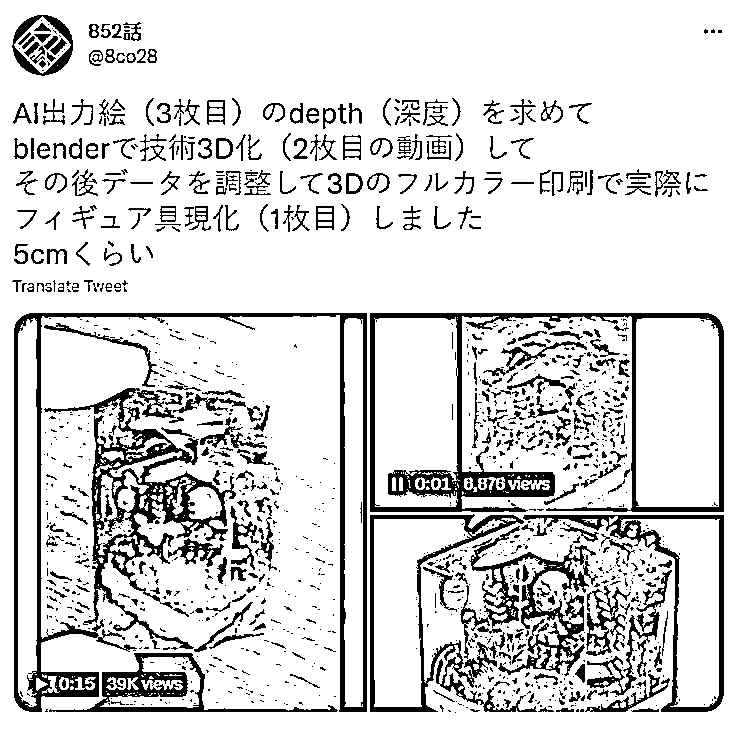 852話
@8co28
AI出力絵（3枚目）のdepth（深度）を求めて
blenderで技術3D化（2枚目の動画）して
その後データを調整して3Dのフルカラー印刷で実際に
フィギュア具現化（1枚目）しました
5cmくらい
Translate Tweet
0:15 39K views
0:01 6,876 views